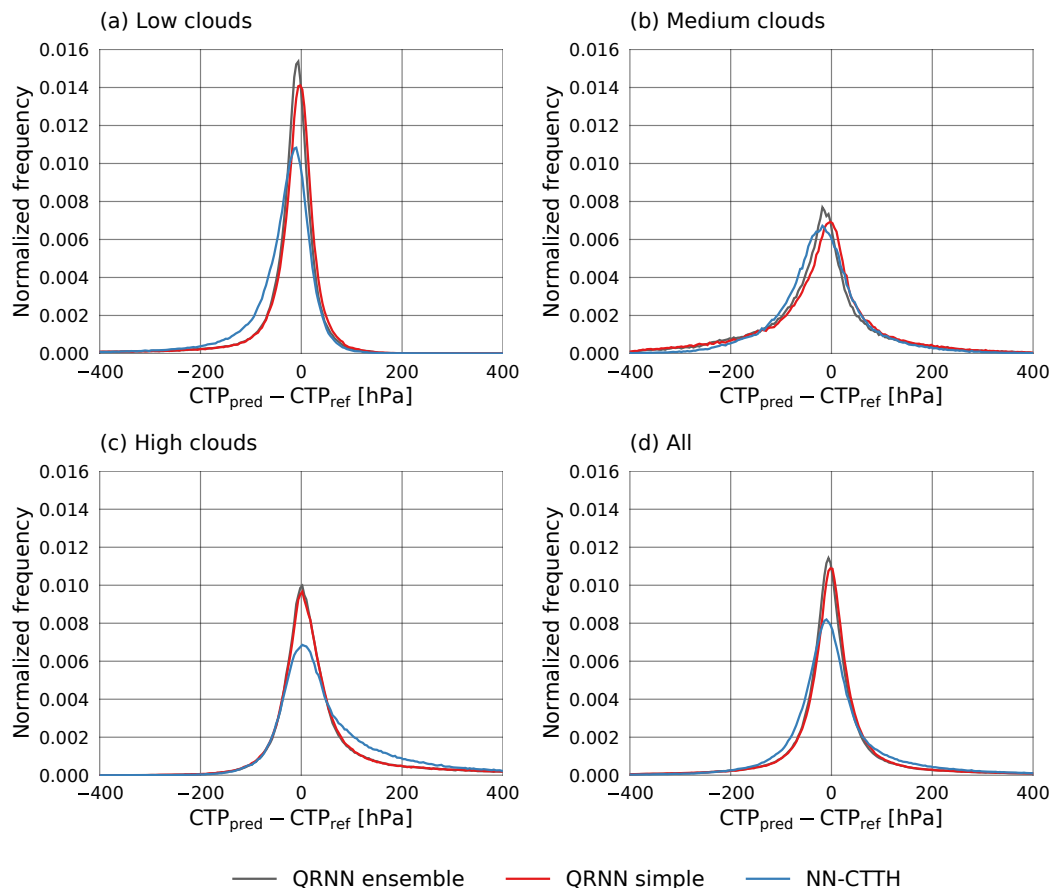 (a) Low clouds
0.016
0.014
0.012
0.010
0.008
0.006
0.004
0.002
0.000
Normalized frequency
−400 −200 0 200 400
CTP_pred − CTP_ref [hPa]
(b) Medium clouds
0.016
0.014
0.012
0.010
0.008
0.006
0.004
0.002
0.000
Normalized frequency
−400 −200 0 200 400
CTP_pred − CTP_ref [hPa]
(c) High clouds
0.016
0.014
0.012
0.010
0.008
0.006
0.004
0.002
0.000
Normalized frequency
−400 −200 0 200 400
CTP_pred − CTP_ref [hPa]
(d) All
0.016
0.014
0.012
0.010
0.008
0.006
0.004
0.002
0.000
Normalized frequency
−400 −200 0 200 400
CTP_pred − CTP_ref [hPa]
QRNN ensemble QRNN simple NN-CTTH